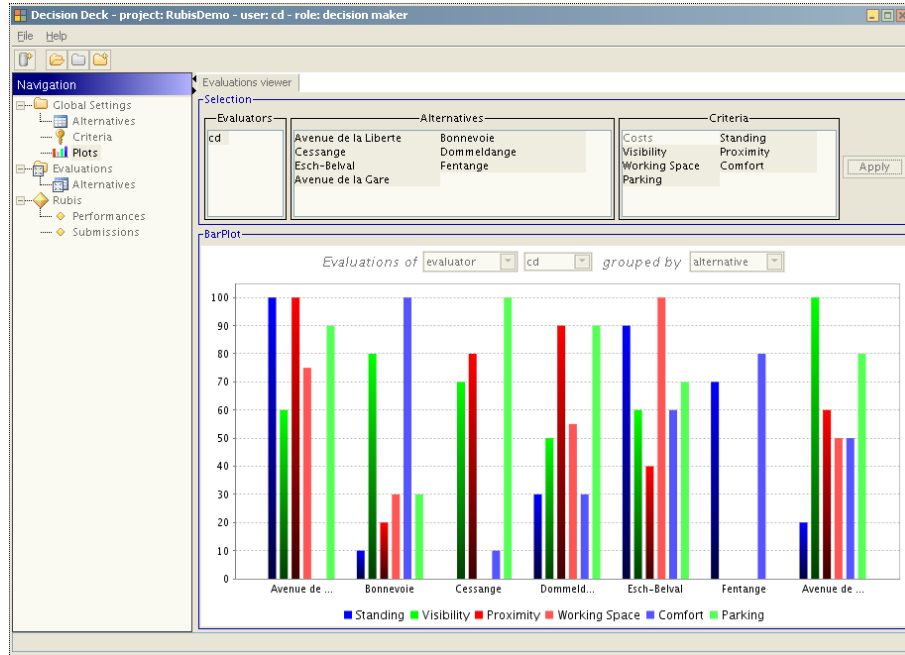 Decision Deck - project: RubisDemo - user: cd - role: decision maker
File Help
Navigation
Global Settings
Alternatives
Criteria
Plots
Evaluations
Alternatives
Rubis
Performances
Submissions
Evaluations viewer
Selection
Evaluators
cd
Alternatives
Avenue de la Liberte Bonnevoie
Cessange Dommeldange
Esch-Belval Fentange
Avenue de la Gare
Criteria
Costs Standing
Visibility Proximity
Working Space Comfort
Parking
Apply
BarPlot
Evaluations of evaluator cd grouped by alternative
100
90
80
70
60
50
40
30
20
10
0
Avenue de ... Bonnevoie Cessange Dommeld... Esch-Belval Fentange Avenue de ...
Standing Visibility Proximity Working Space Comfort Parking